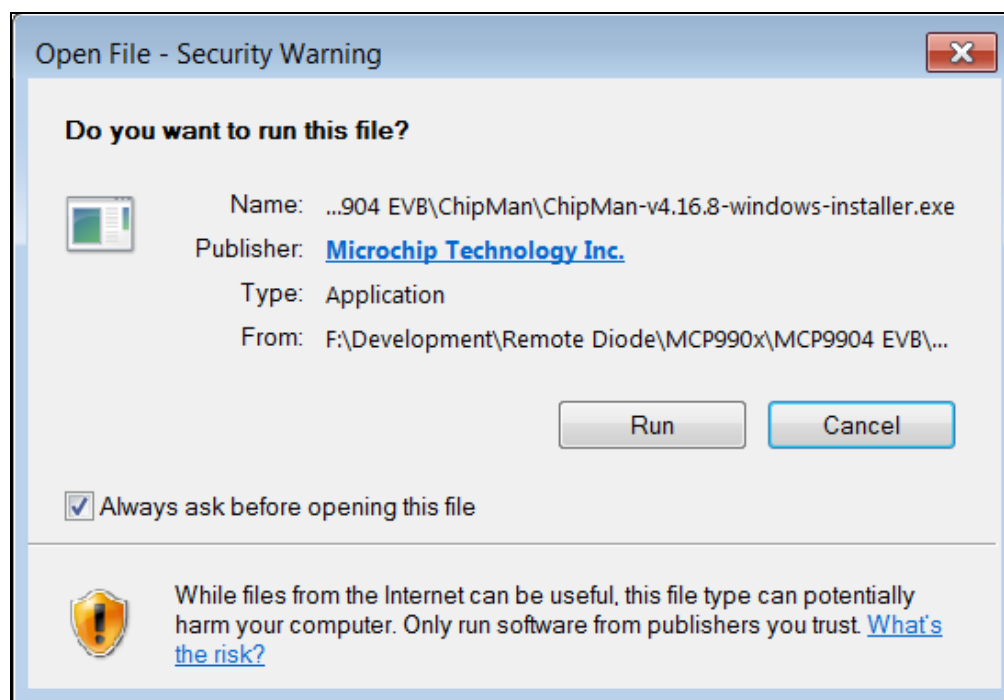 Open File - Security Warning
Do you want to run this file?
Name: ...904 EVB\ChipMan\ChipMan-v4.16.8-windows-installer.exe
Publisher: Microchip Technology Inc.
Type: Application
From: F:\Development\Remote Diode\MCP990x\MCP9904 EVB\...
Run Cancel
Always ask before opening this file
While files from the Internet can be useful, this file type can potentially
harm your computer. Only run software from publishers you trust. What's
the risk?